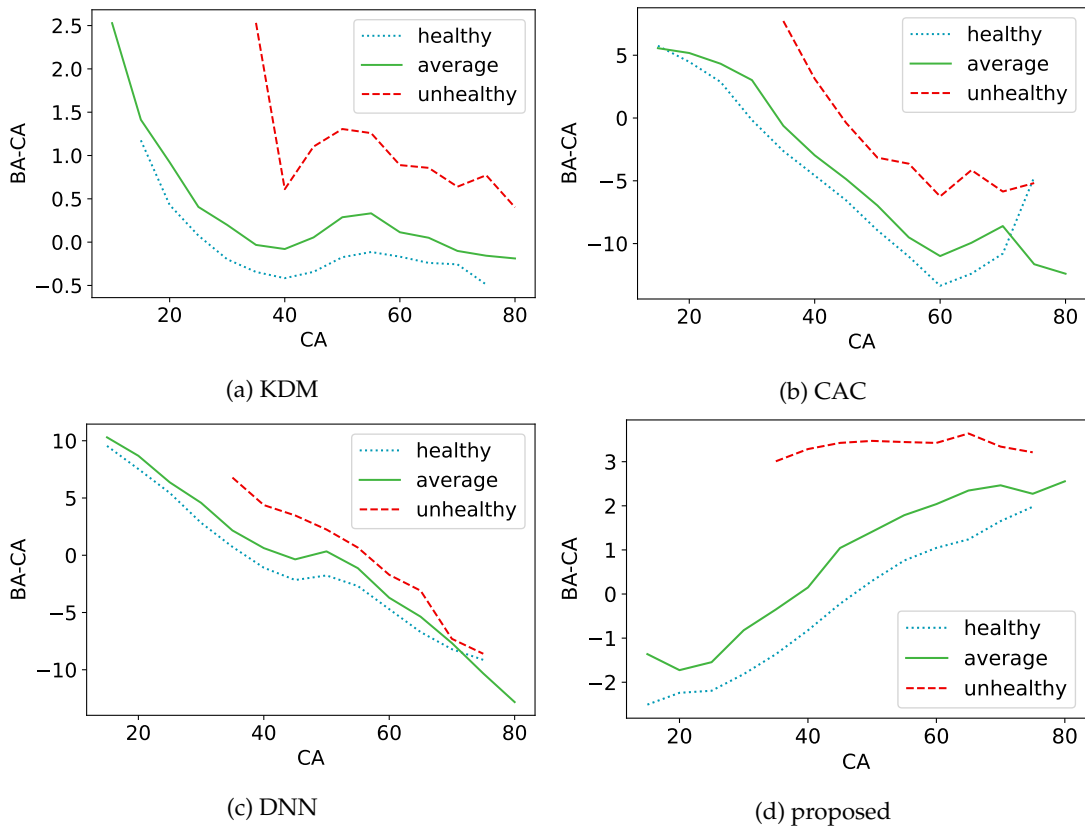 2.5
2.0
1.5
1.0
0.5
0.0
−0.5
BA-CA
healthy
average
unhealthy
20
40
60
80
CA
(a) KDM
5
0
−5
−10
BA-CA
healthy
average
unhealthy
20
40
60
80
CA
(b) CAC
10
5
0
−5
−10
BA-CA
healthy
average
unhealthy
20
40
60
80
CA
(c) DNN
3
2
1
0
−1
−2
BA-CA
healthy
average
unhealthy
20
40
60
80
CA
(d) proposed